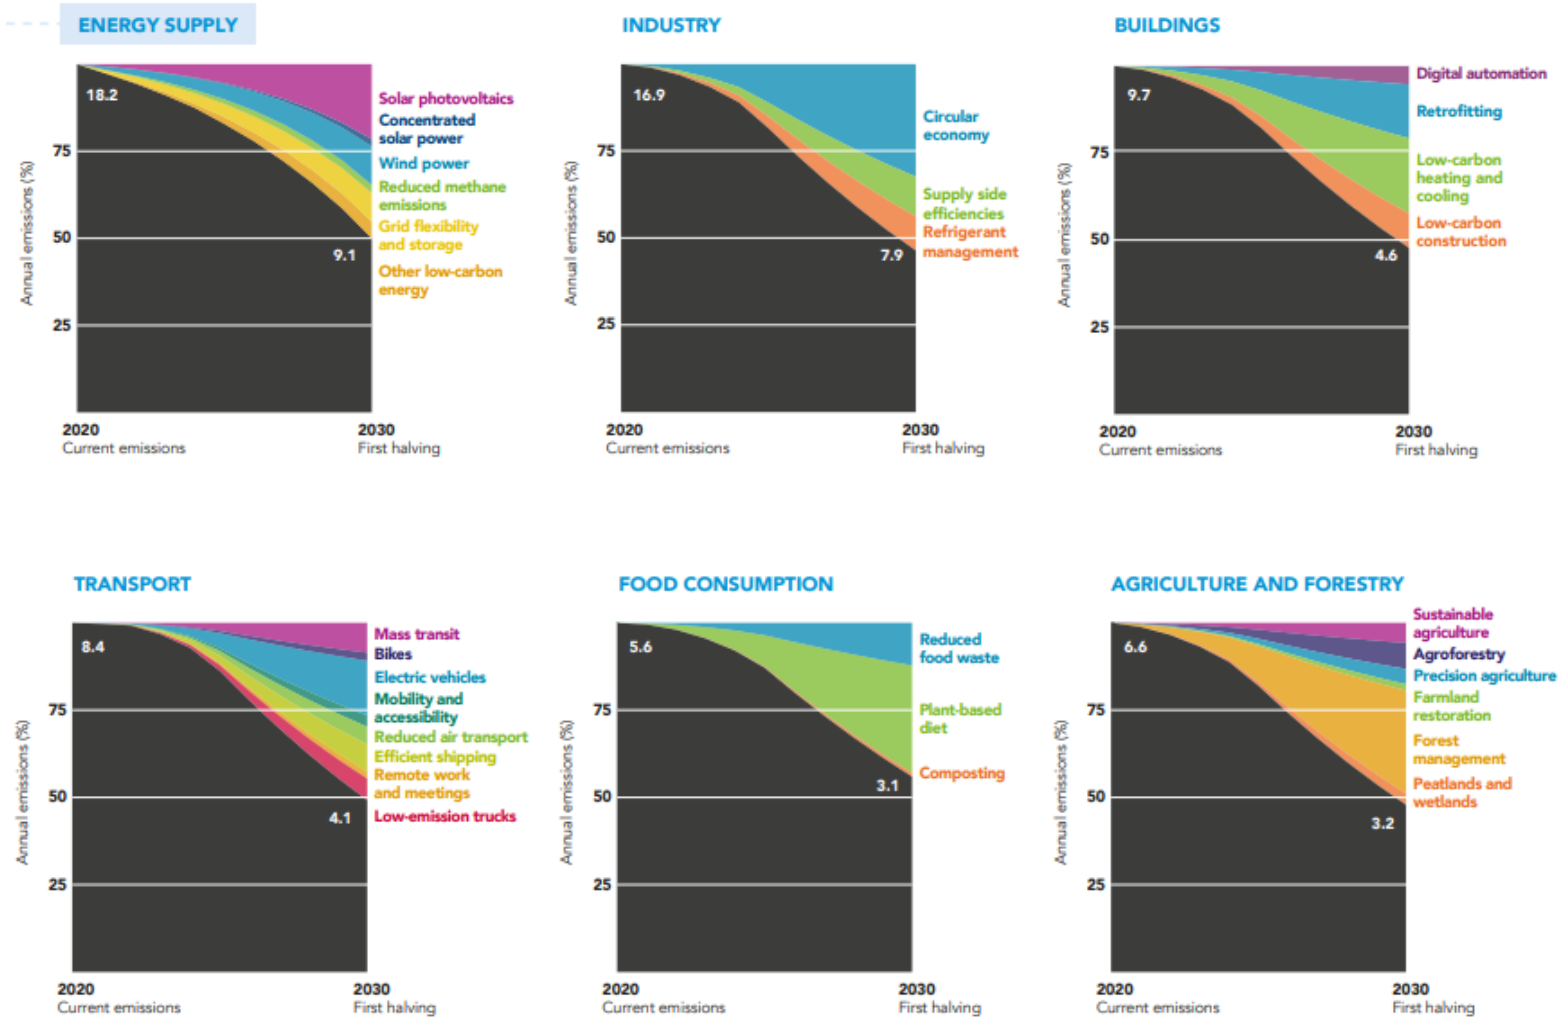 ENERGY SUPPLY
18.2
75
50
25
Annual emissions (%)
9.1
Solar photovoltaics
Concentrated
solar power
Wind power
Reduced methane
emissions
Grid flexibility
and storage
Other low-carbon
energy
2020
Current emissions
2030
First halving
INDUSTRY
16.9
75
50
25
Annual emissions (%)
7.9
Circular
economy
Supply side
efficiencies
Refrigerant
management
2020
Current emissions
2030
First halving
BUILDINGS
9.7
75
50
25
Annual emissions (%)
4.6
Digital automation
Retrofitting
Low-carbon
heating and
cooling
Low-carbon
construction
2020
Current emissions
2030
First halving
TRANSPORT
8.4
75
50
25
Annual emissions (%)
4.1
Mass transit
Bikes
Electric vehicles
Mobility and
accessibility
Reduced air transport
Efficient shipping
Remote work
and meetings
Low-emission trucks
2020
Current emissions
2030
First halving
FOOD CONSUMPTION
5.6
75
50
25
Annual emissions (%)
3.1
Reduced
food waste
Plant-based
diet
Composting
2020
Current emissions
2030
First halving
AGRICULTURE AND FORESTRY
6.6
75
50
25
Annual emissions (%)
3.2
Sustainable
agriculture
Agroforestry
Precision agriculture
Farmland
restoration
Forest
management
Peatlands and
wetlands
2020
Current emissions
2030
First halving